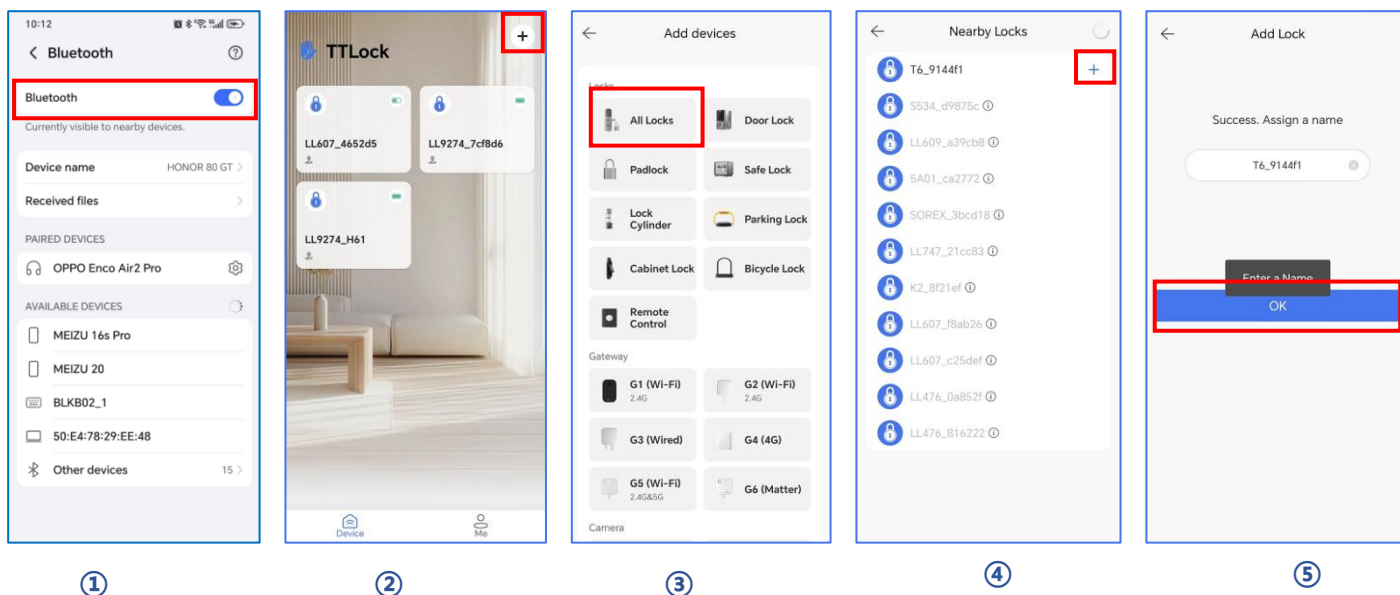 10:12
Bluetooth
Bluetooth
Currently visible to nearby devices.
Device name HONOR 80 GT
Received files
PAIRED DEVICES
OPPO Enco Air2 Pro
AVAILABLE DEVICES
MEIZU 16s Pro
MEIZU 20
BLKB02_1
50:E4:78:29:EE:48
Other devices 15
①
TTLock
+
LL607_4652d5
LL9274_7cf8d6
LL9274_H61
Device
Me
②
Add devices
Locks
All Locks
Door Lock
Padlock
Safe Lock
Lock
Cylinder
Parking Lock
Cabinet Lock
Bicycle Lock
Remote
Control
Gateway
G1 (Wi-Fi)
2.4G
G2 (Wi-Fi)
2.4G
G3 (Wired)
G4 (4G)
G5 (Wi-Fi)
2.4G&5G
G6 (Matter)
Camera
③
Nearby Locks
T6_9144f1 +
S534_d9875c
LL609_a39cb8
5A01_ca2772
SOREX_3bcd18
LL747_21cc83
K2_8f21ef
LL607_f8ab26
LL607_c25def
LL476_0a852f
LL476_816222
④
Add Lock
Success. Assign a name
T6_9144f1
Enter a Name
OK
⑤